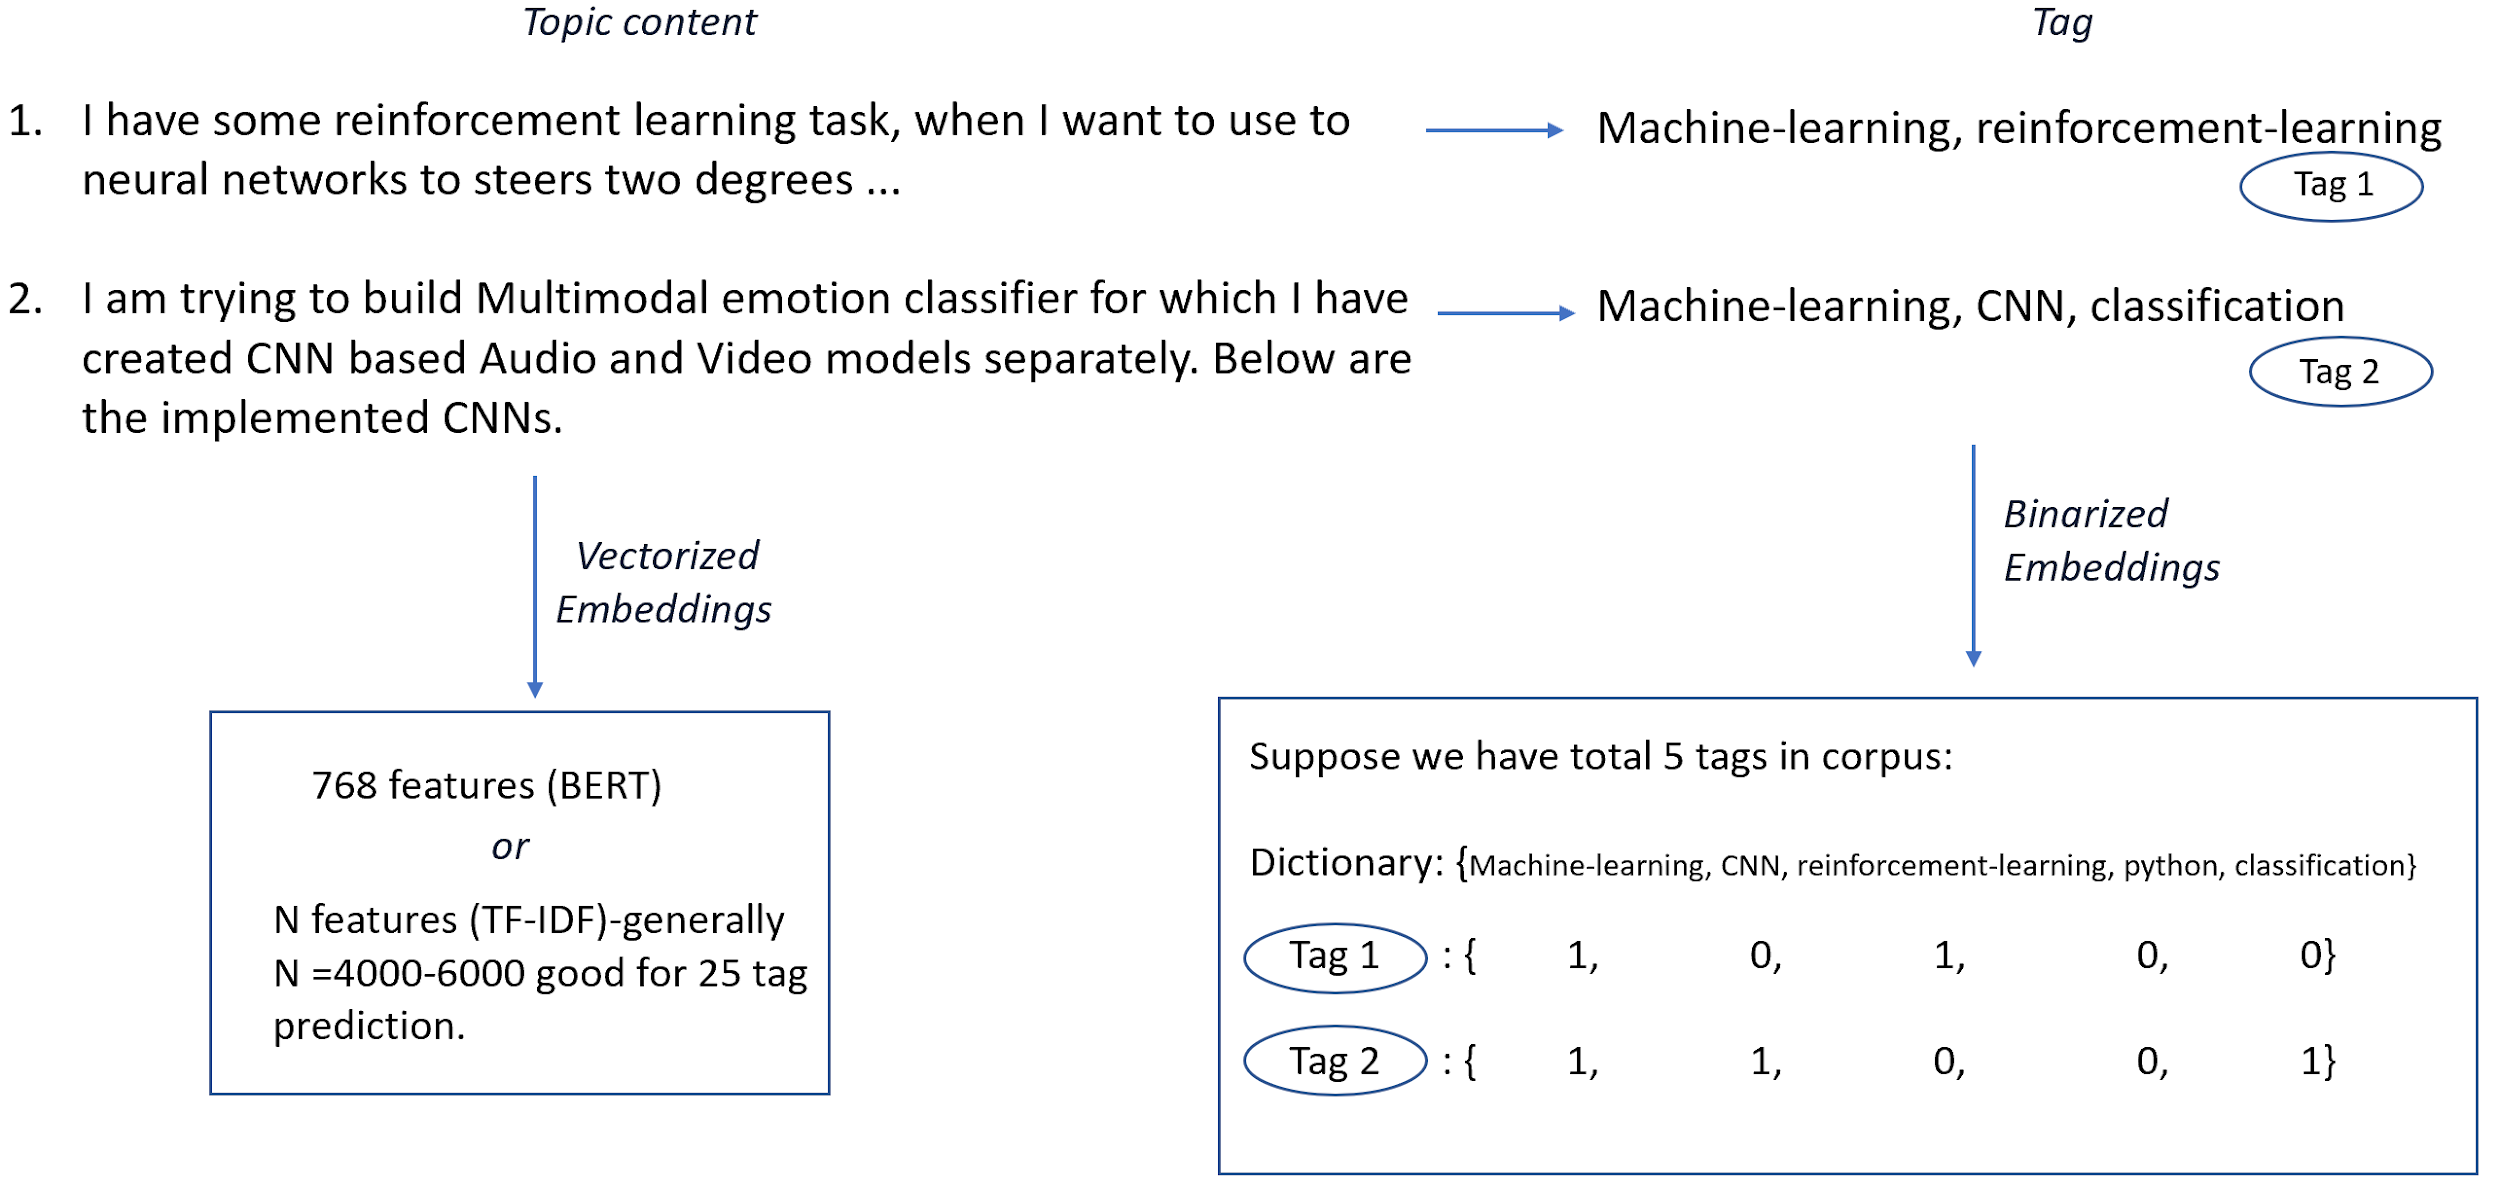 Topic content
Tag
1. I have some reinforcement learning task, when I want to use to
neural networks to steers two degrees ...
Machine-learning, reinforcement-learning
Tag 1
2. I am trying to build Multimodal emotion classifier for which I have
created CNN based Audio and Video models separately. Below are
the implemented CNNs.
Machine-learning, CNN, classification
Tag 2
Vectorized
Embeddings
Binarized
Embeddings
768 features (BERT)
or
N features (TF-IDF)-generally
N =4000-6000 good for 25 tag
prediction.
Suppose we have total 5 tags in corpus:
Dictionary: {Machine-learning, CNN, reinforcement-learning, python, classification}
Tag 1 : { 1, 0, 1, 0, 0}
Tag 2 : { 1, 1, 0, 0, 1}